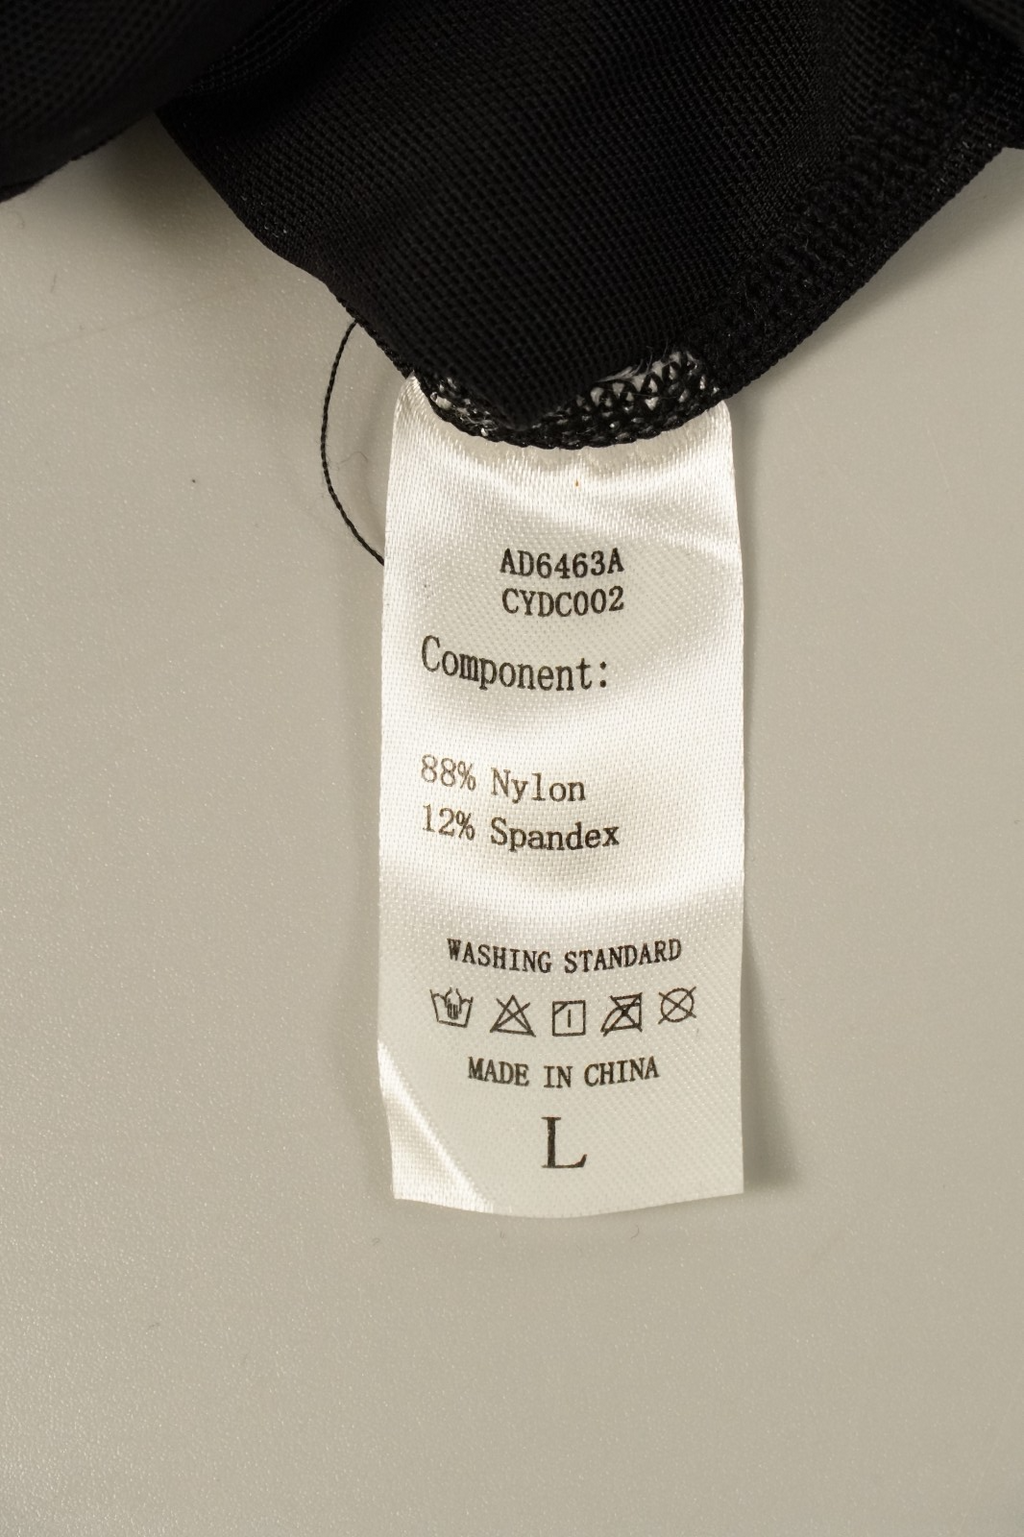 AD6463A
CYDC002
Component:
88% Nylon
12% Spandex
WASHING STANDARD
MADE IN CHINA
L